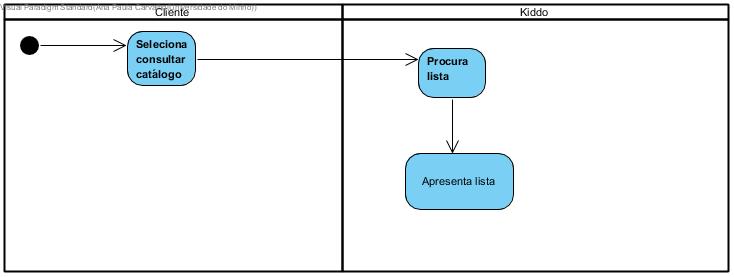 Visual Paradigm Standard(Ana Paula Carvalho(Universidade do Minho))
Cliente
Kiddo
Seleciona
consultar
catálogo
Procura
lista
Apresenta lista